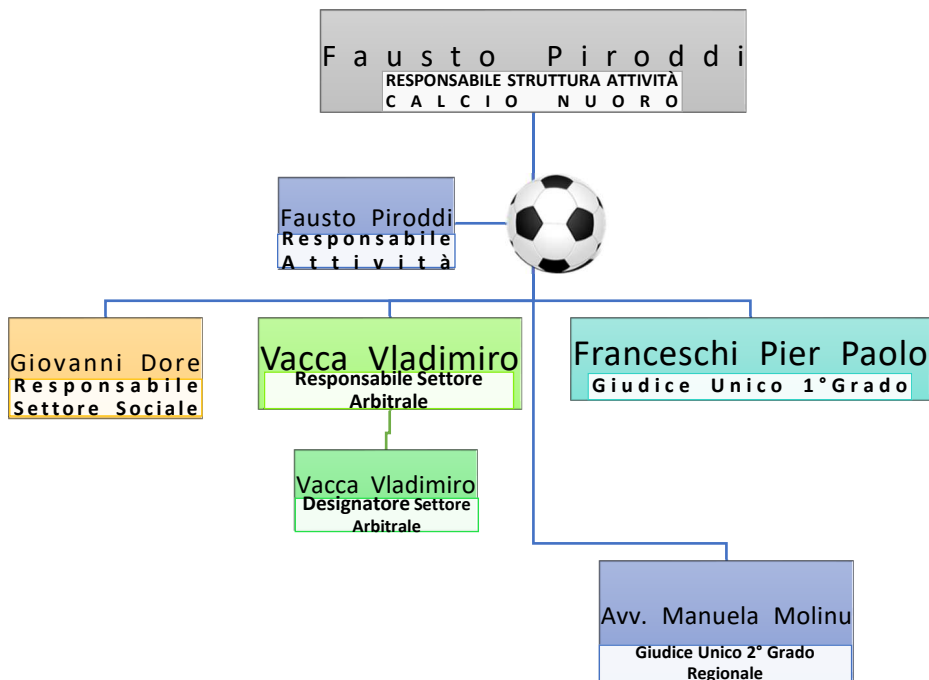 Fausto Piroddi
RESPONSABILE STRUTTURA ATTIVITÀ
CALCIO NUORO
Fausto Piroddi
Responsabile
Attività
Giovanni Dore
Responsabile
Settore Sociale
Vacca Vladimiro
Responsabile Settore
Arbitrale
Franceschi Pier Paolo
Giudice Unico 1°Grado
Vacca Vladimiro
Designatore Settore
Arbitrale
Avv. Manuela Molinu
Giudice Unico 2° Grado
Regionale